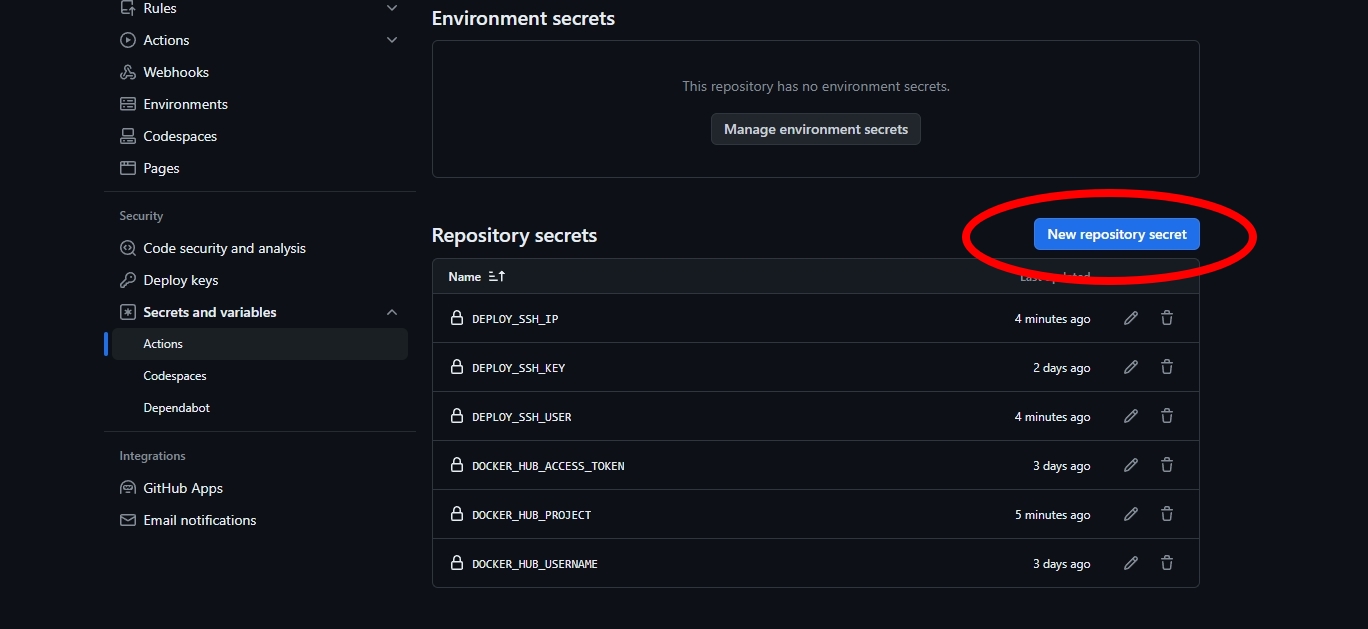 Rules
Actions
Webhooks
Environments
Codespaces
Pages
Security
Code security and analysis
Deploy keys
Secrets and variables
Actions
Codespaces
Dependabot
Integrations
GitHub Apps
Email notifications
Environment secrets
This repository has no environment secrets.
Manage environment secrets
Repository secrets
New repository secret
Name Last updated
DEPLOY_SSH_IP 4 minutes ago
DEPLOY_SSH_KEY 2 days ago
DEPLOY_SSH_USER 4 minutes ago
DOCKER_HUB_ACCESS_TOKEN 3 days ago
DOCKER_HUB_PROJECT 5 minutes ago
DOCKER_HUB_USERNAME 3 days ago